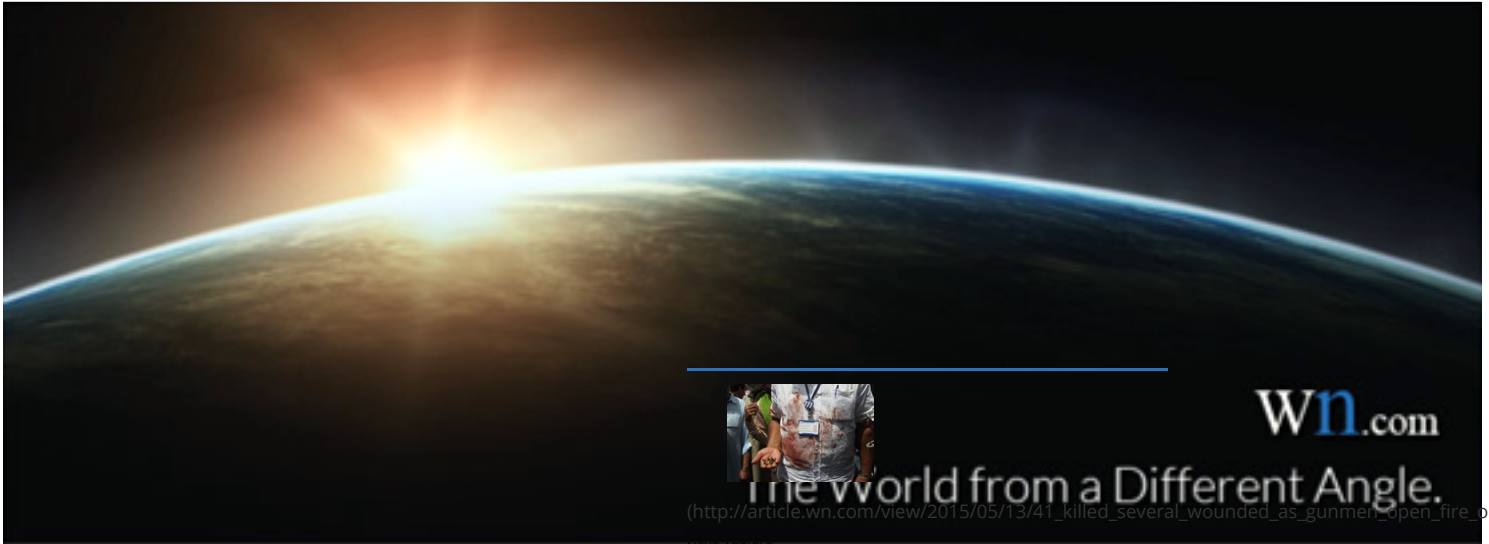 wn.com
The World from a Different Angle.
(http://article.wn.com/view/2015/05/13/41_killed_several_wounded_as_gunmen_open_fire_o